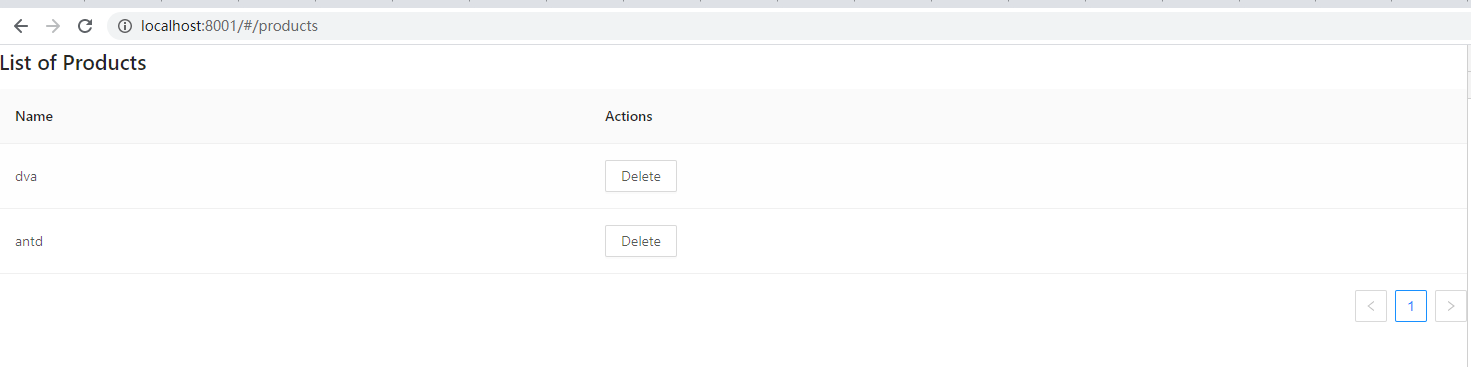 localhost:8001/#/products
List of Products
Name Actions
dva Delete
antd Delete
< 1 >